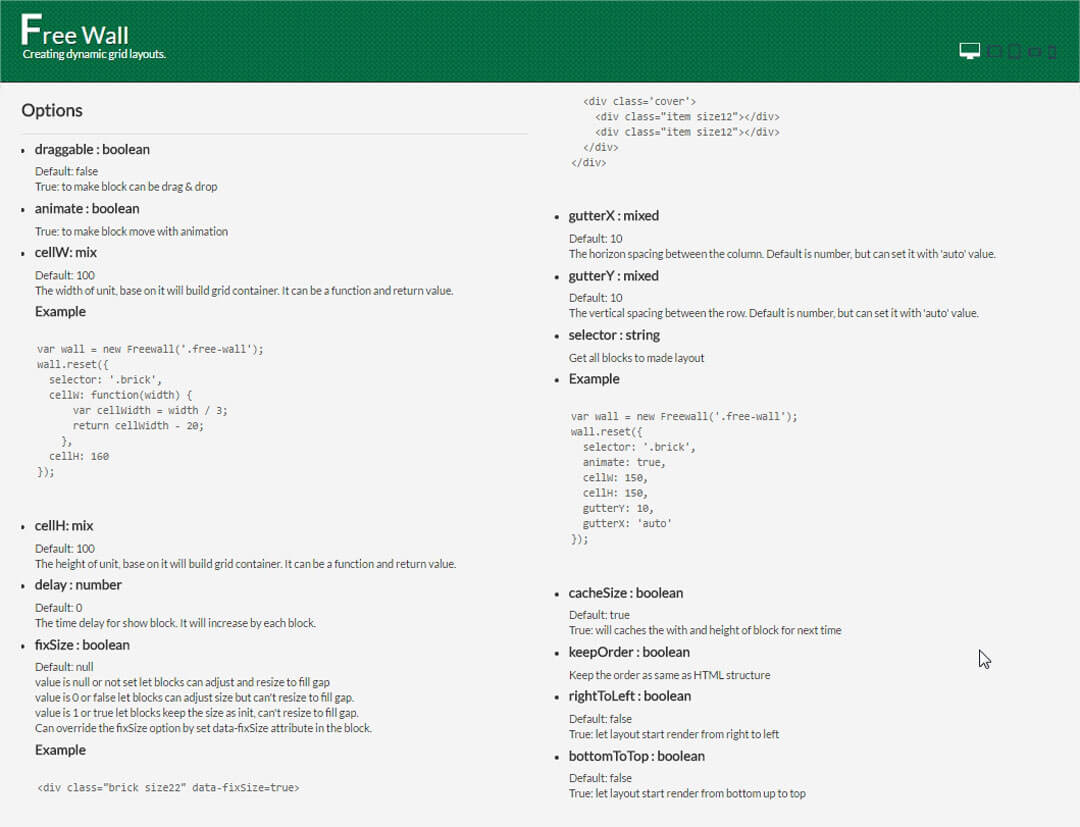 Free Wall
Creating dynamic grid layouts.
Options
draggable : boolean
Default: false
True: to make block can be drag & drop
animate : boolean
True: to make block move with animation
cellW: mix
Default: 100
The width of unit, base on it will build grid container. It can be a function and return value.
Example
var wall = new Freewall('.free-wall');
wall.reset({
selector: '.brick',
cellW: function(width) {
var cellWidth = width / 3;
return cellWidth - 20;
},
cellH: 160
});
cellH: mix
Default: 100
The height of unit, base on it will build grid container. It can be a function and return value.
delay : number
Default: 0
The time delay for show block. It will increase by each block.
fixSize : boolean
Default: null
value is null or not set let blocks can adjust and resize to fill gap
value is 0 or false let blocks can adjust size but can't resize to fill gap.
value is 1 or true let blocks keep the size as init, can't resize to fill gap.
Can override the fixSize option by set data-fixSize attribute in the block.
Example
<div class="brick size22" data-fixSize=true>
<div class='cover'>
<div class="item size12"></div>
<div class="item size12"></div>
</div>
</div>
gutterX : mixed
Default: 10
The horizon spacing between the column. Default is number, but can set it with 'auto' value.
gutterY : mixed
Default: 10
The vertical spacing between the row. Default is number, but can set it with 'auto' value.
selector : string
Get all blocks to made layout
Example
var wall = new Freewall('.free-wall');
wall.reset({
selector: '.brick',
animate: true,
cellW: 150,
cellH: 150,
gutterY: 10,
gutterX: 'auto'
});
cacheSize : boolean
Default: true
True: will caches the with and height of block for next time
keepOrder : boolean
Keep the order as same as HTML structure
rightToLeft : boolean
Default: false
True: let layout start render from right to left
bottomToTop : boolean
Default: false
True: let layout start render from bottom up to top